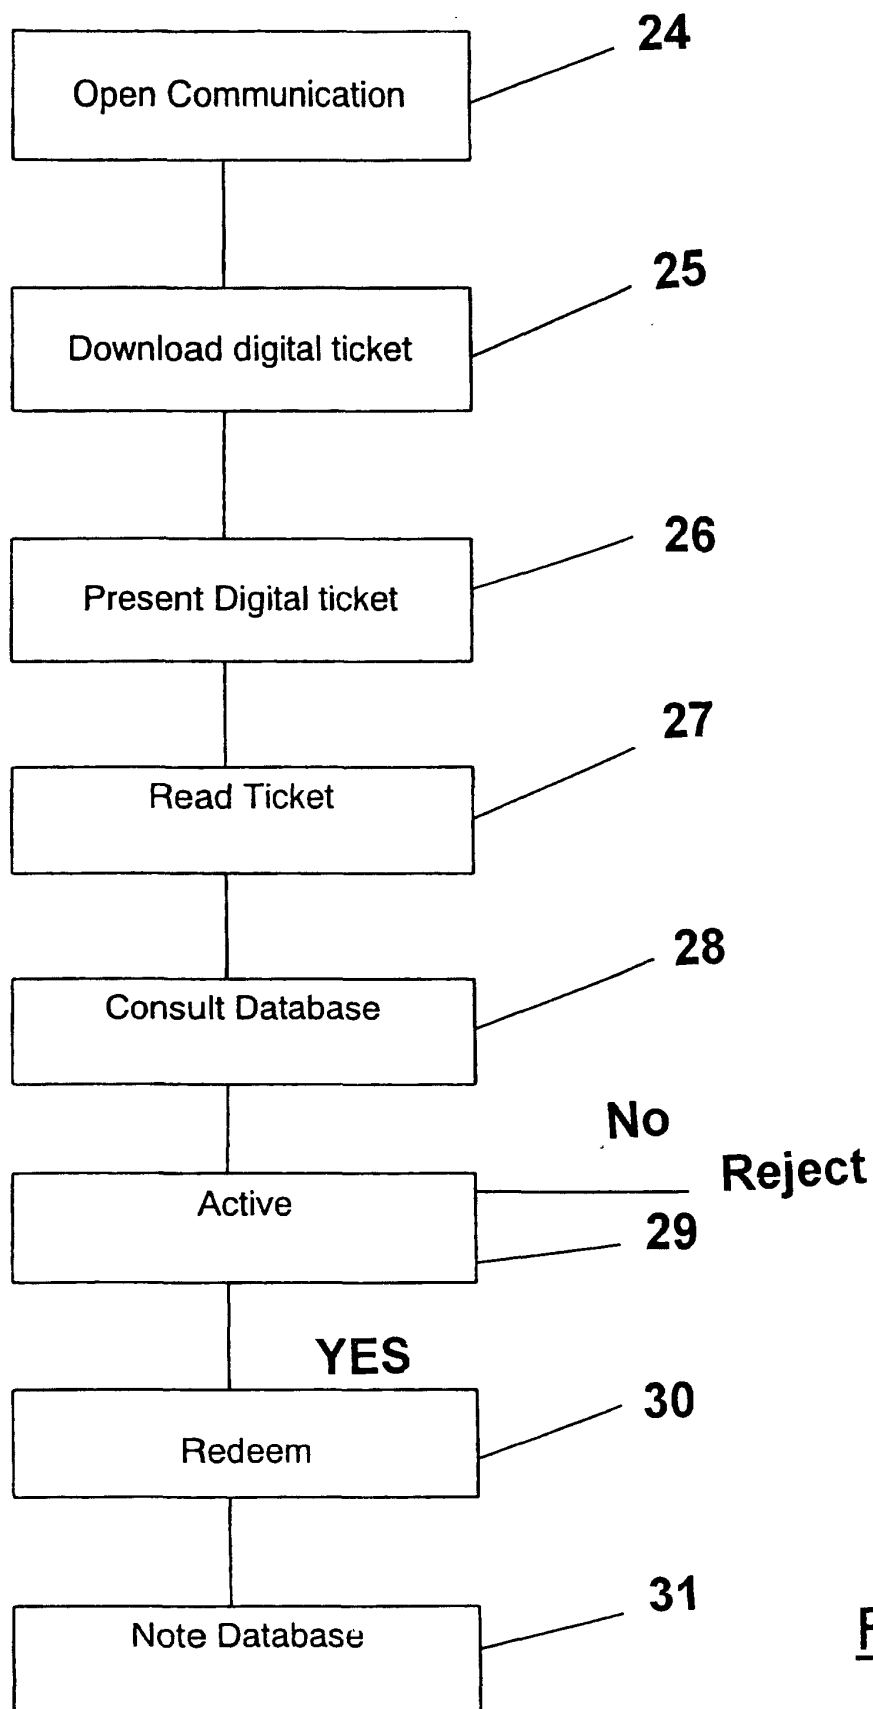 24
Open Communication
25
Download digital ticket
26
Present Digital ticket
27
Read Ticket
28
Consult Database
No
Reject
Active
29
YES
30
Redeem
31
Note Database